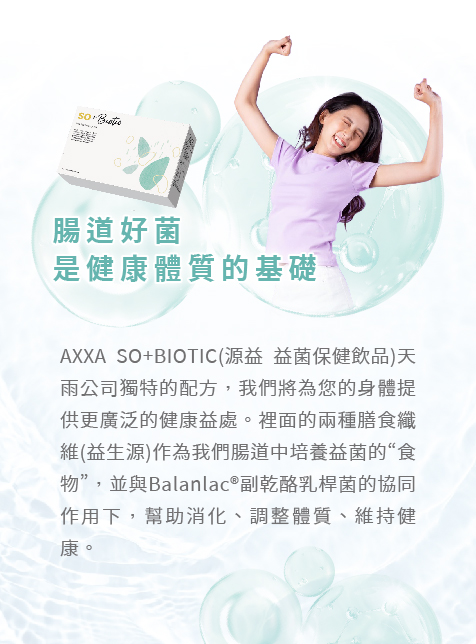 SO+Biotic
腸道好菌
是健康體質的基礎
AXXA SO+BIOTIC(源益 益菌保健飲品)天
雨公司獨特的配方，我們將為您的身體提
供更廣泛的健康益處。裡面的兩種膳食纖
維(益生源)作為我們腸道中培養益菌的“食
物”，並與Balanlac®副乾酪乳桿菌的協同
作用下，幫助消化、調整體質、維持健
康。